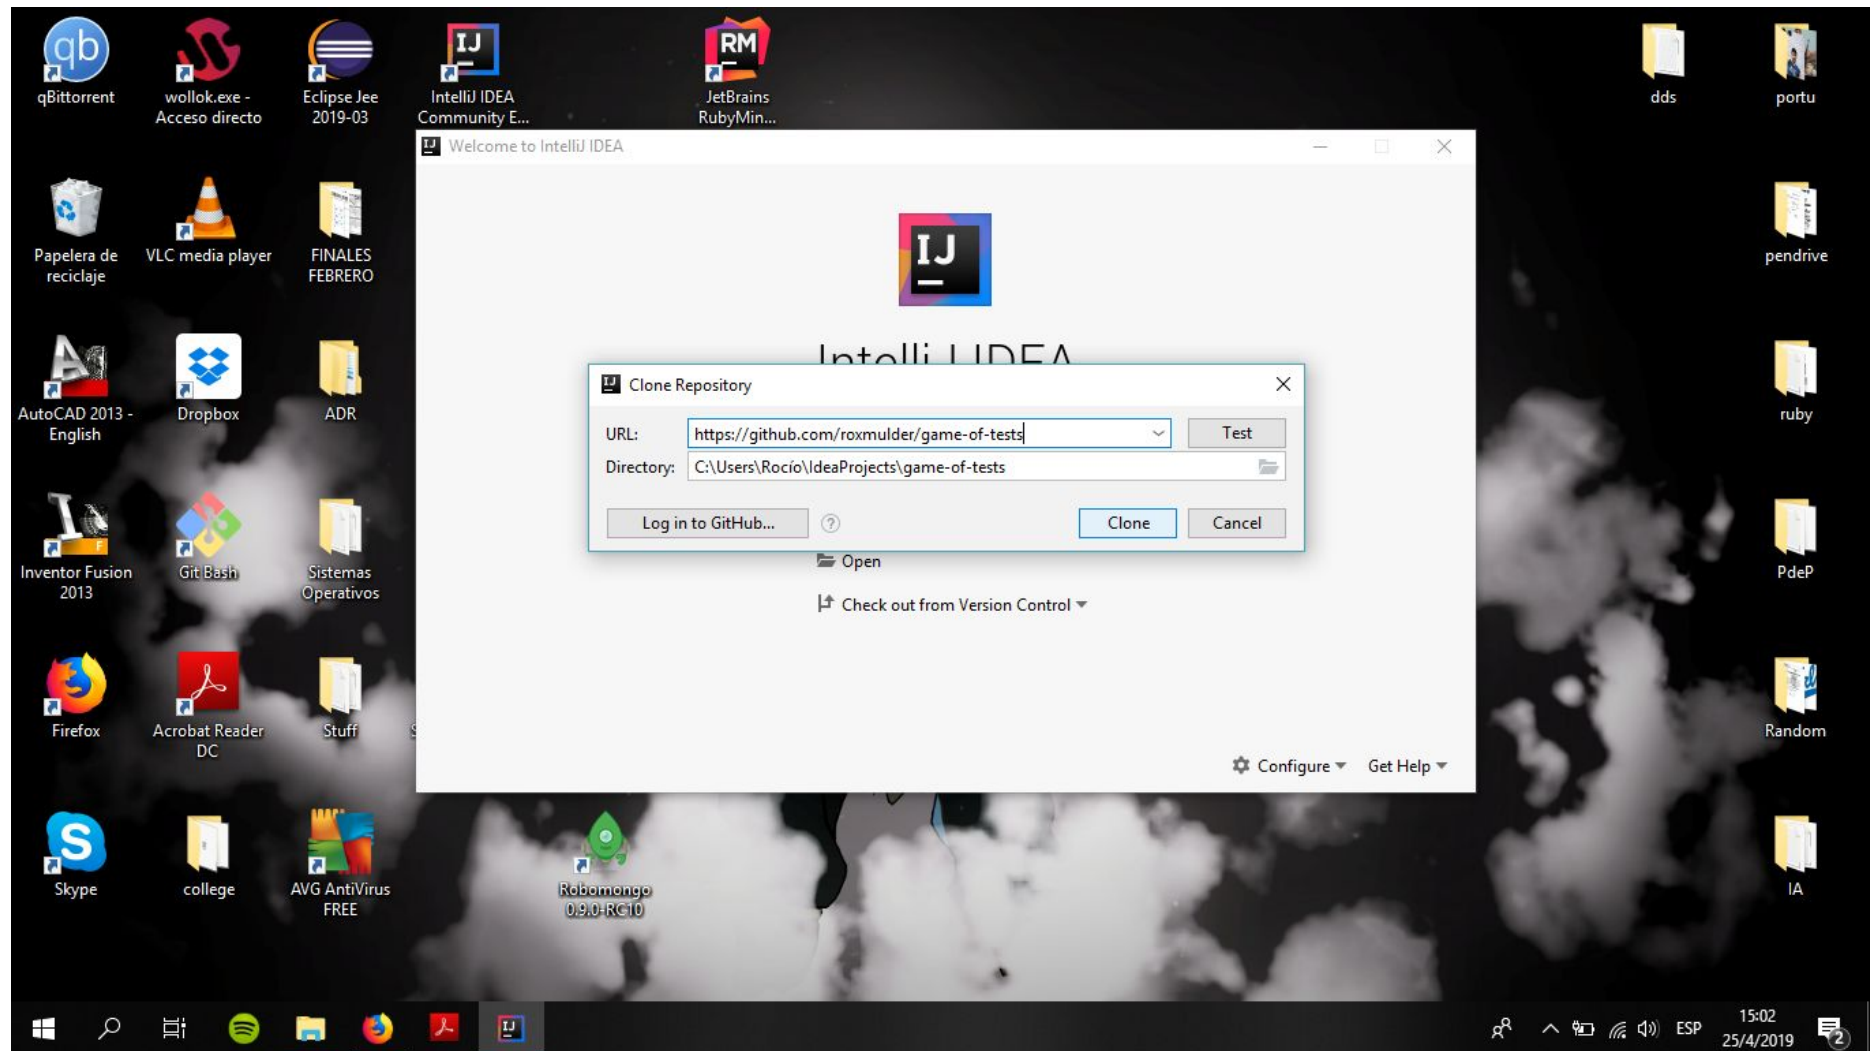 qBittorrent
wollok.exe -
Acceso directo
Eclipse Jee
2019-03
IntelliJ IDEA
Community E...
JetBrains
RubyMin...
dds
portu
Welcome to IntelliJ IDEA
Papelera de
reciclaje
VLC media player
FINALES
FEBRERO
pendrive
IJ
AutoCAD 2013 -
English
Dropbox
ADR
ruby
IntelliJ IDEA
Clone Repository
URL:
https://github.com/roxmulder/game-of-tests
Test
Directory:
C:\Users\Rocío\IdeaProjects\game-of-tests
Log in to GitHub...
?
Clone
Cancel
Open
Check out from Version Control
Inventor Fusion
2013
Git Bash
Sistemas
Operativos
PdeP
Firefox
Acrobat Reader
DC
Stuff
Random
Configure
Get Help
Skype
college
AVG AntiVirus
FREE
Robomongo
0.9.0-RC10
IA
ESP
15:02
25/4/2019
2